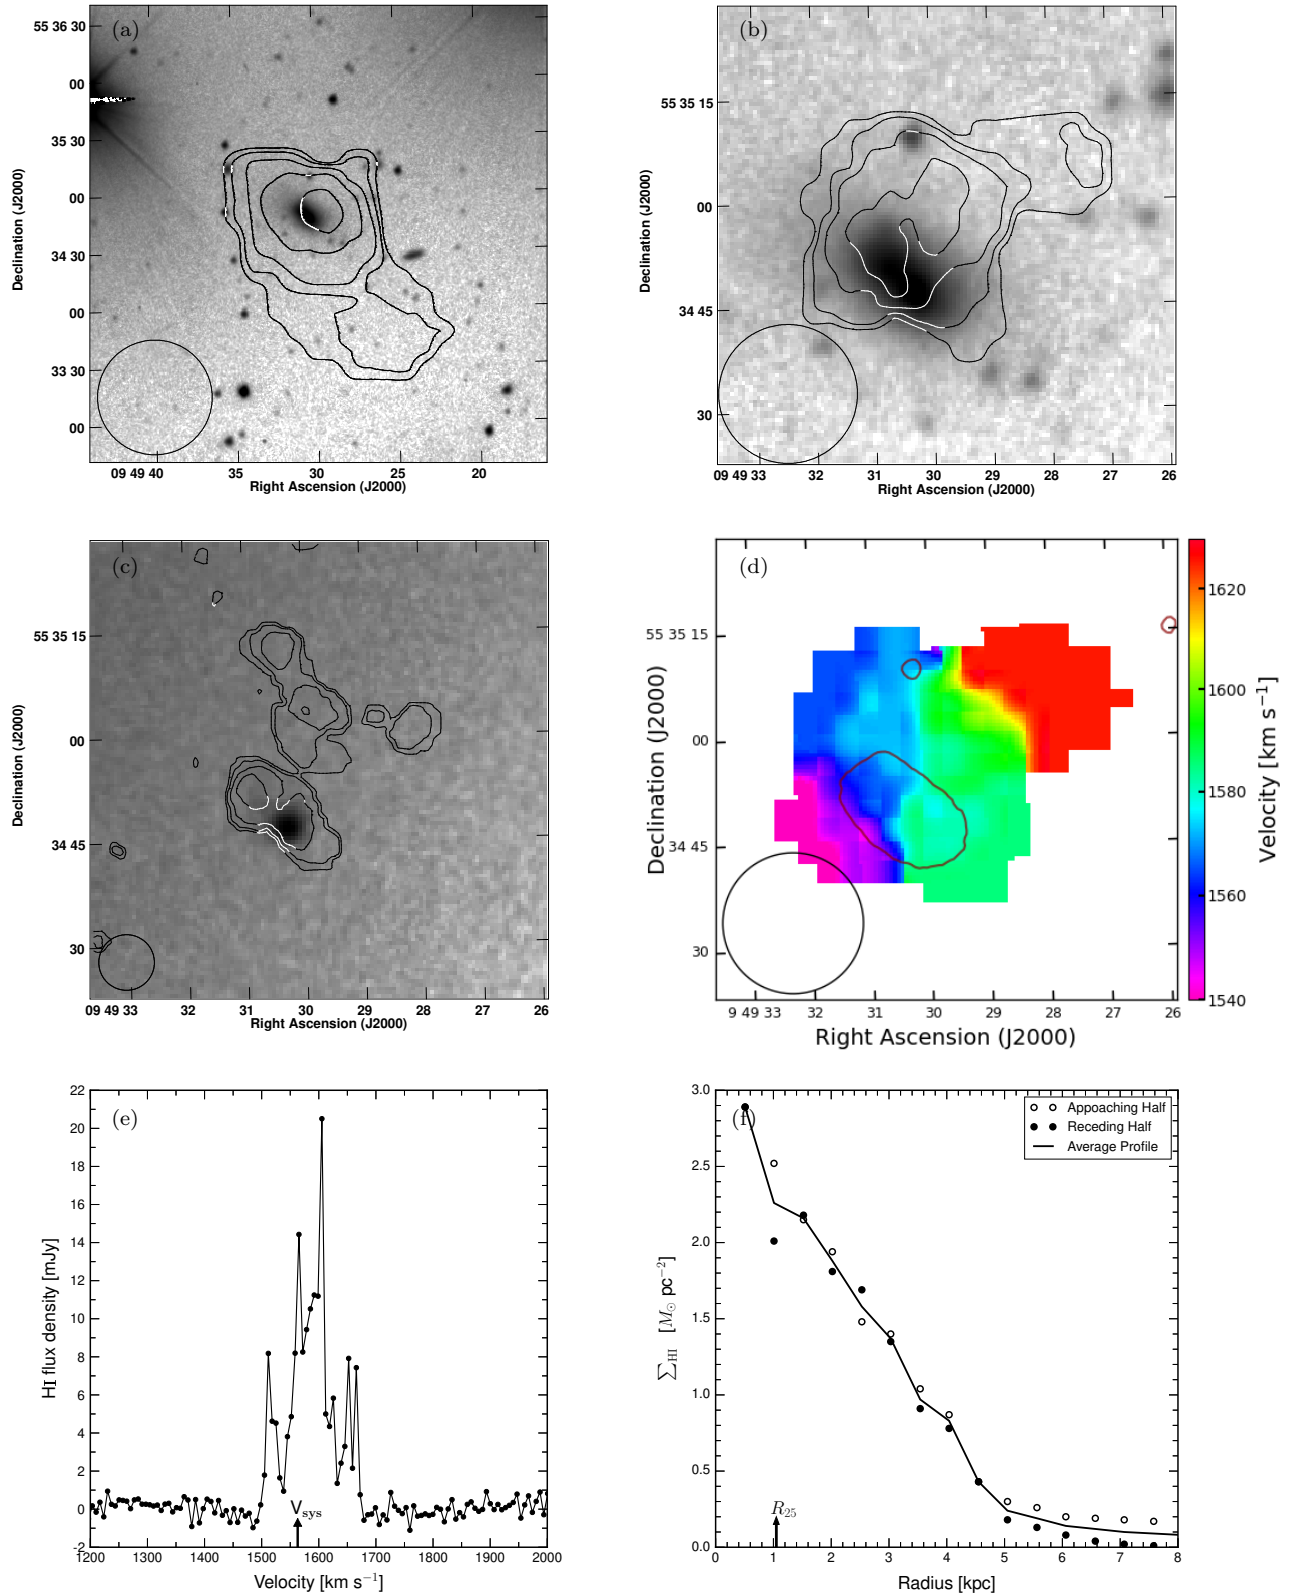 (a)
55 36 30
00
35 30
00
34 30
00
33 30
00
Declination (J2000)
09 49 40 35 30 25 20
Right Ascension (J2000)
(b)
55 35 15
00
34 45
30
Declination (J2000)
09 49 33 32 31 30 29 28 27 26
Right Ascension (J2000)
(c)
55 35 15
00
34 45
30
Declination (J2000)
09 49 33 32 31 30 29 28 27 26
Right Ascension (J2000)
(d)
55 35 15
00
34 45
30
Declination (J2000)
9 49 33 32 31 30 29 28 27 26
Right Ascension (J2000)
1620
1600
1580
1560
1540
Velocity [km s⁻¹]
(e)
22
20
18
16
14
12
10
8
6
4
2
0
-2
HI flux density [mJy]
V_sys
1200 1300 1400 1500 1600 1700 1800 1900 2000
Velocity [km s⁻¹]
(f)
Appoaching Half
Receding Half
Average Profile
3.0
2.5
2.0
1.5
1.0
0.5
0.0
Σ_HI [M_⊙ pc⁻²]
R_25
0 1 2 3 4 5 6 7 8
Radius [kpc]